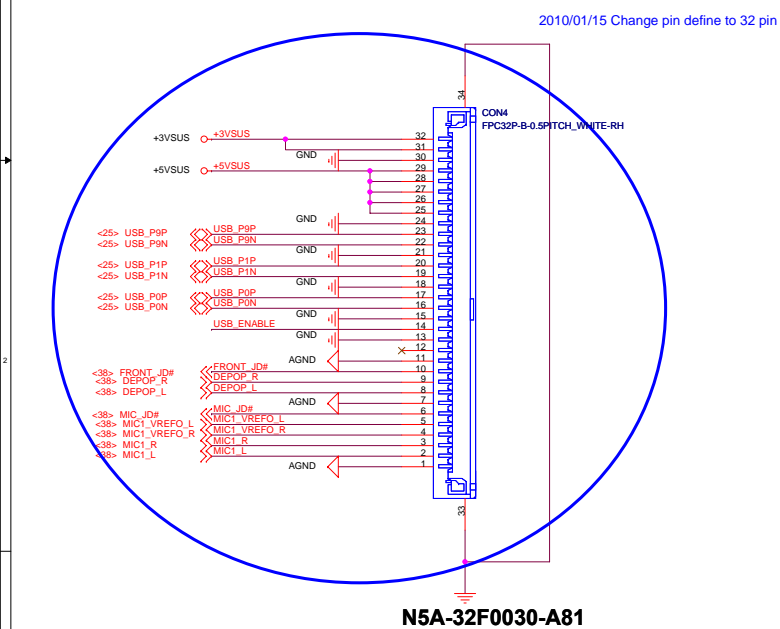 2010/01/15 Change pin define to 32 pin
34
CON4
FPC32P-B-0.5PITCH_WHITE-RH
+3VSUS +3VSUS 32
31
GND 30
+5VSUS +5VSUS 29
28
27
26
25
GND 24
<25> USB_P9P USB_P9P 23
<25> USB_P9N USB_P9N 22
GND 21
<25> USB_P1P USB_P1P 20
<25> USB_P1N USB_P1N 19
GND 18
<25> USB_P0P USB_P0P 17
<25> USB_P0N USB_P0N 16
GND 15
USB_ENABLE 14
GND 13
12
2
AGND 11
<38> FRONT_JD# FRONT_JD# 10
<38> DEPOP_R DEPOP_R 9
<38> DEPOP_L DEPOP_L 8
AGND 7
<38> MIC_JD# MIC_JD# 6
<38> MIC1_VREFO_L MIC1_VREFO_L 5
<38> MIC1_VREFO_R MIC1_VREFO_R 4
<38> MIC1_R MIC1_R 3
<38> MIC1_L MIC1_L 2
AGND 1
33
N5A-32F0030-A81